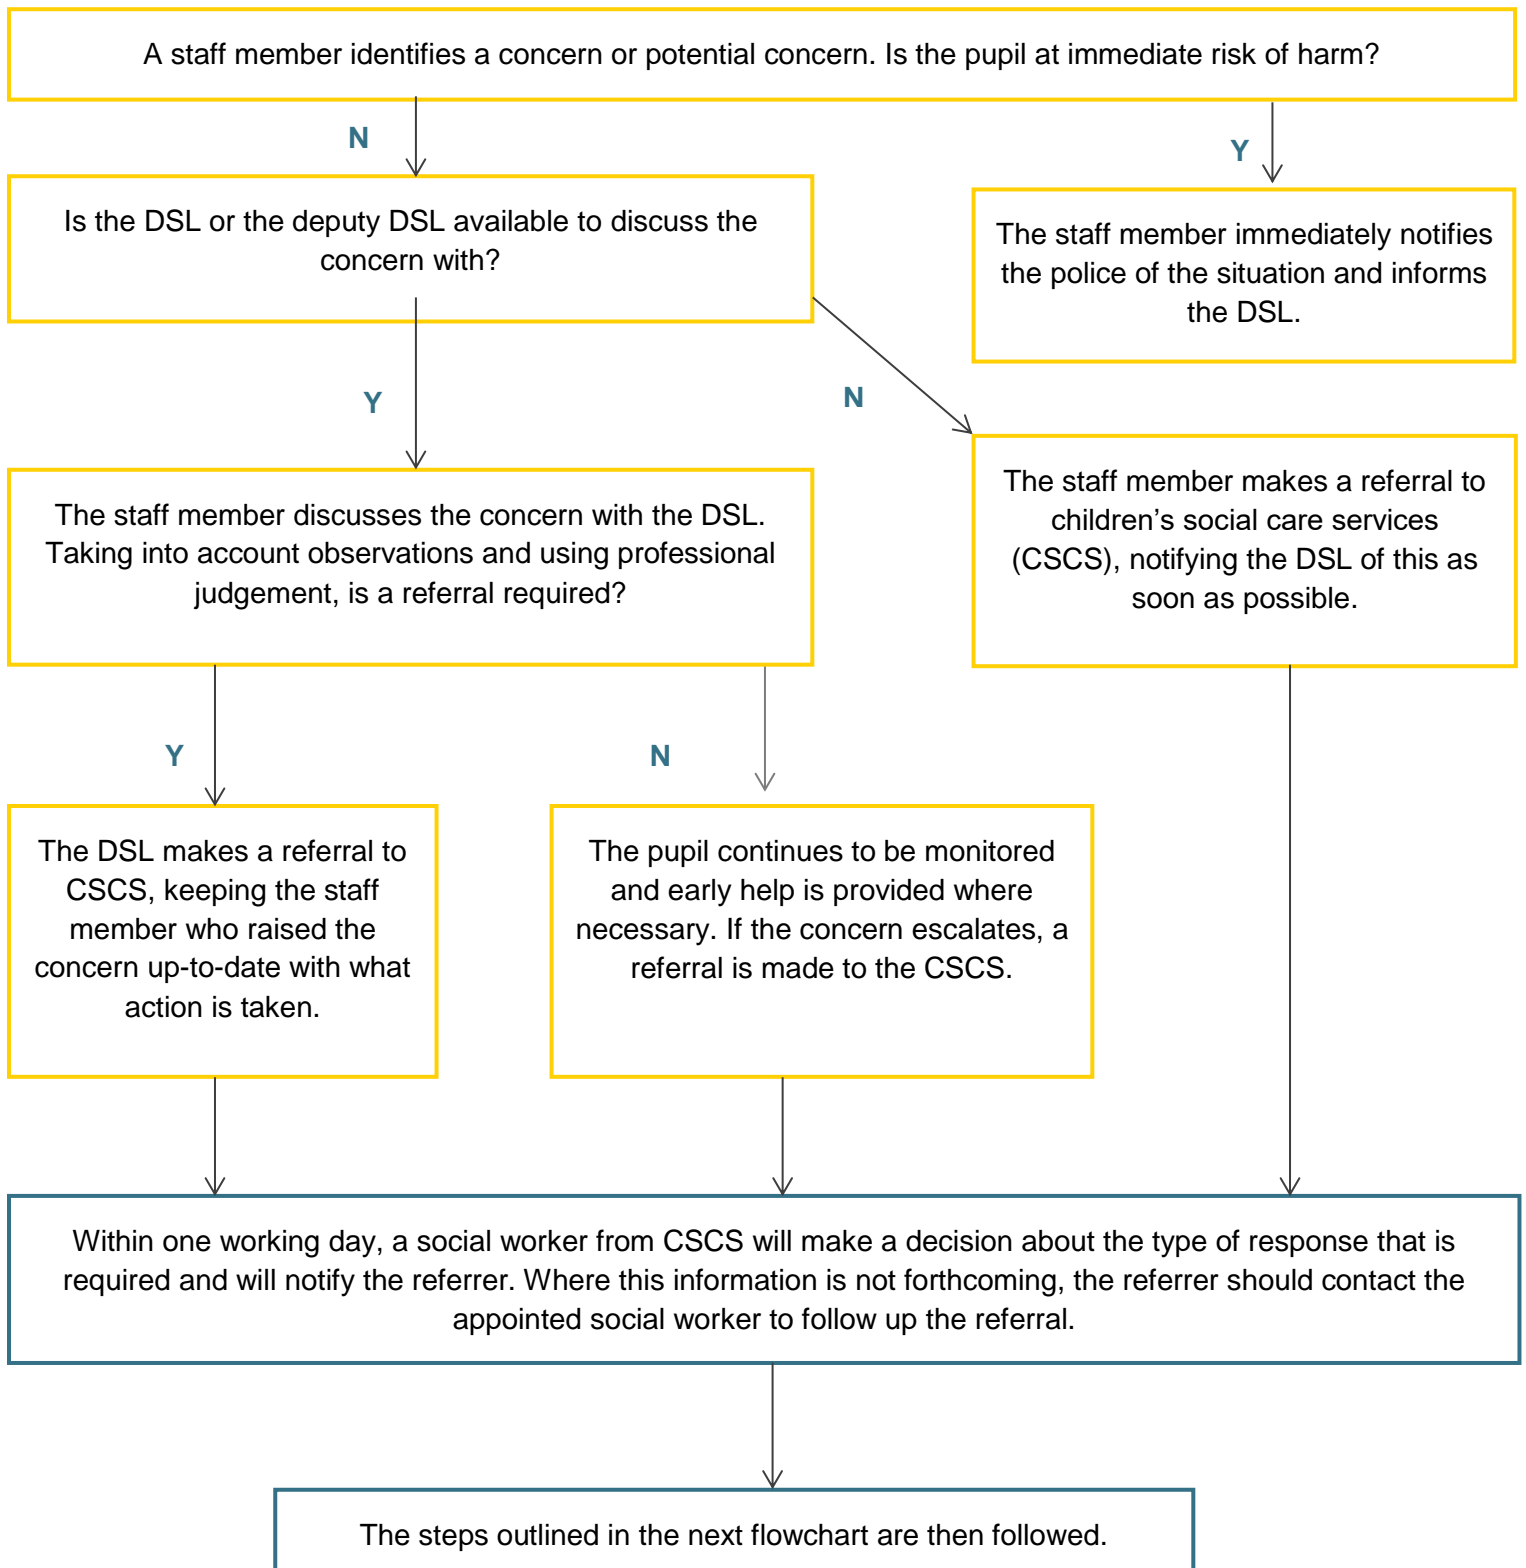 A staff member identifies a concern or potential concern. Is the pupil at immediate risk of harm?
N
Y
Is the DSL or the deputy DSL available to discuss the
concern with?
The staff member immediately notifies
the police of the situation and informs
the DSL.
Y
N
The staff member discusses the concern with the DSL.
Taking into account observations and using professional
judgement, is a referral required?
The staff member makes a referral to
children’s social care services
(CSCS), notifying the DSL of this as
soon as possible.
Y
N
The DSL makes a referral to
CSCS, keeping the staff
member who raised the
concern up-to-date with what
action is taken.
The pupil continues to be monitored
and early help is provided where
necessary. If the concern escalates, a
referral is made to the CSCS.
Within one working day, a social worker from CSCS will make a decision about the type of response that is
required and will notify the referrer. Where this information is not forthcoming, the referrer should contact the
appointed social worker to follow up the referral.
The steps outlined in the next flowchart are then followed.